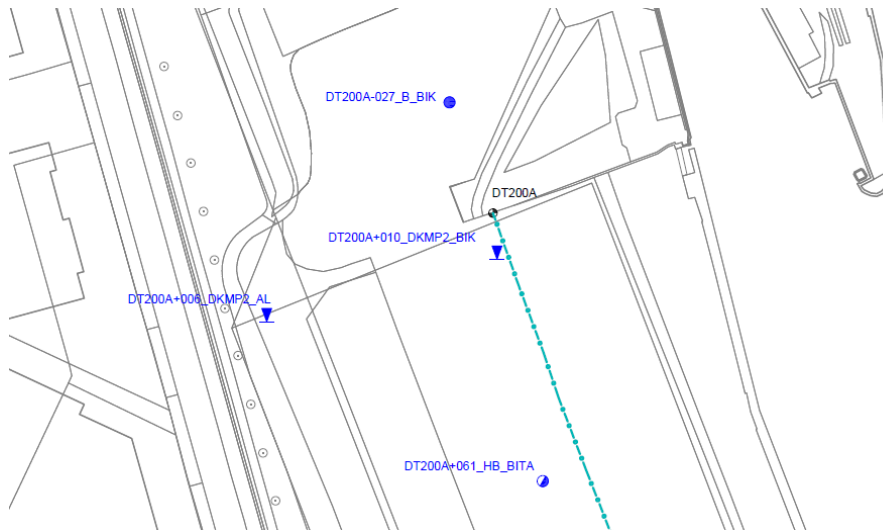 DT200A-027_B_BIK
DT200A
DT200A+010_DKMP2_BIK
DT200A+006_DKMP2_AL
DT200A+061_HB_BITA